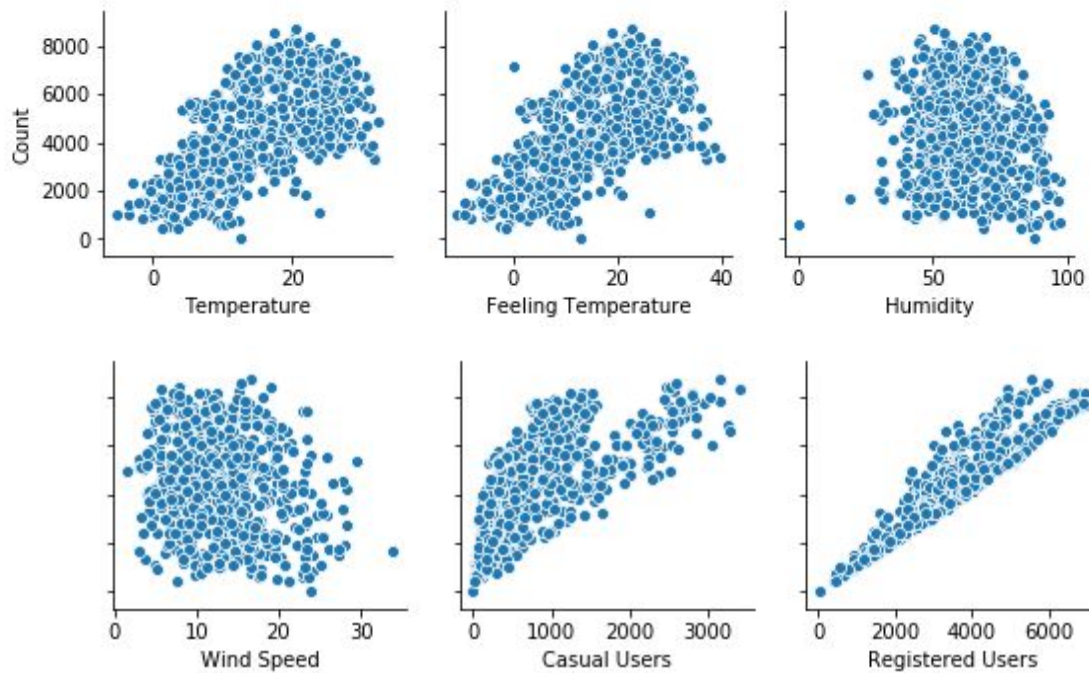 Count
8000
6000
4000
2000
0
0 20
Temperature
0 20 40
Feeling Temperature
0 50 100
Humidity
0 10 20 30
Wind Speed
0 1000 2000 3000
Casual Users
0 2000 4000 6000
Registered Users